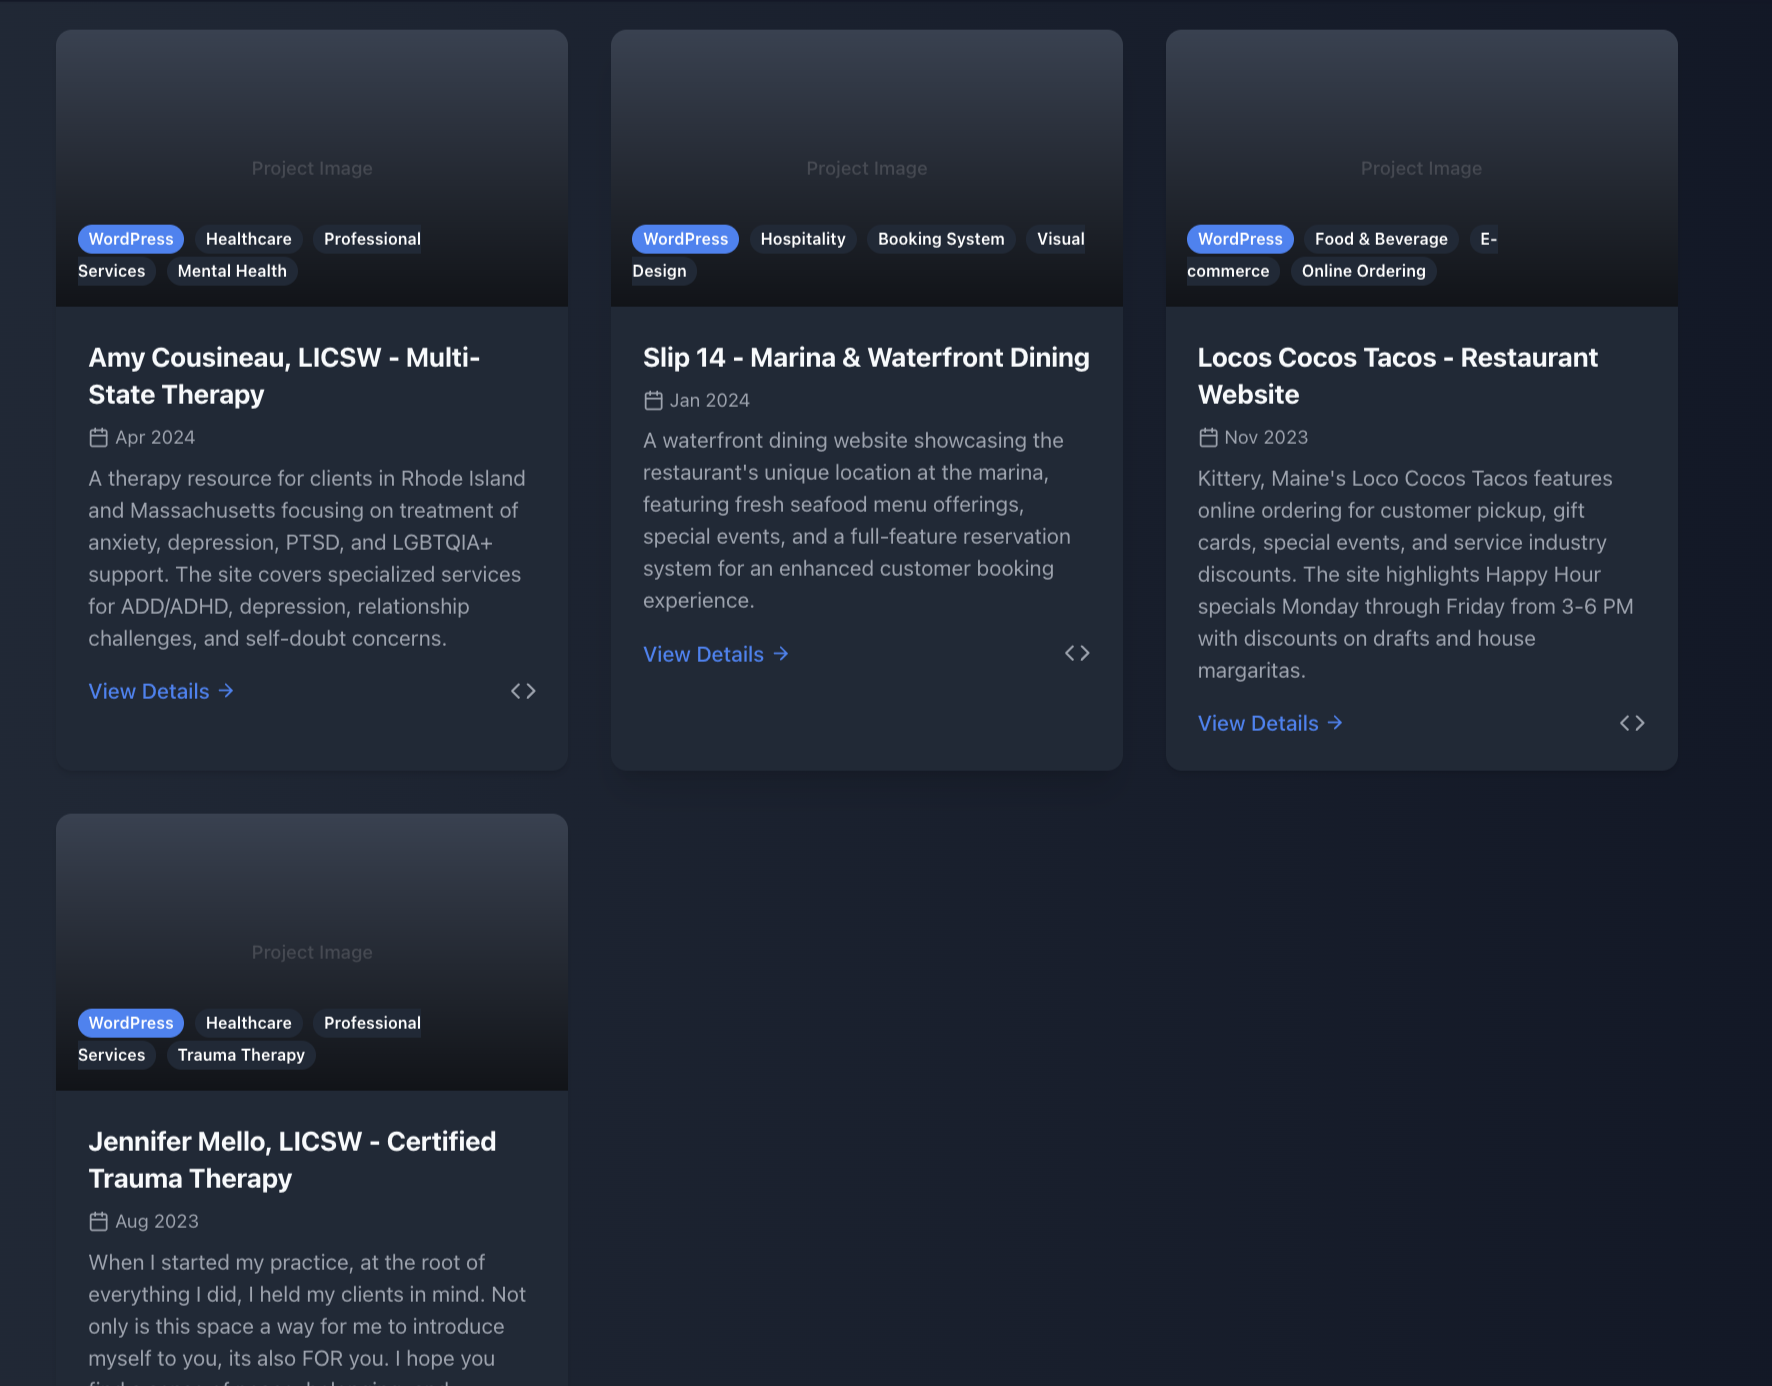 Project Image
WordPress Healthcare Professional
Services Mental Health
Amy Cousineau, LICSW - Multi-
State Therapy
Apr 2024
A therapy resource for clients in Rhode Island
and Massachusetts focusing on treatment of
anxiety, depression, PTSD, and LGBTQIA+
support. The site covers specialized services
for ADD/ADHD, depression, relationship
challenges, and self-doubt concerns.
View Details →
Project Image
WordPress Hospitality Booking System Visual
Design
Slip 14 - Marina & Waterfront Dining
Jan 2024
A waterfront dining website showcasing the
restaurant's unique location at the marina,
featuring fresh seafood menu offerings,
special events, and a full-feature reservation
system for an enhanced customer booking
experience.
View Details →
Project Image
WordPress Food & Beverage E-
commerce Online Ordering
Locos Cocos Tacos - Restaurant
Website
Nov 2023
Kittery, Maine's Loco Cocos Tacos features
online ordering for customer pickup, gift
cards, special events, and service industry
discounts. The site highlights Happy Hour
specials Monday through Friday from 3-6 PM
with discounts on drafts and house
margaritas.
View Details →
Project Image
WordPress Healthcare Professional
Services Trauma Therapy
Jennifer Mello, LICSW - Certified
Trauma Therapy
Aug 2023
When I started my practice, at the root of
everything I did, I held my clients in mind. Not
only is this space a way for me to introduce
myself to you, its also FOR you. I hope you